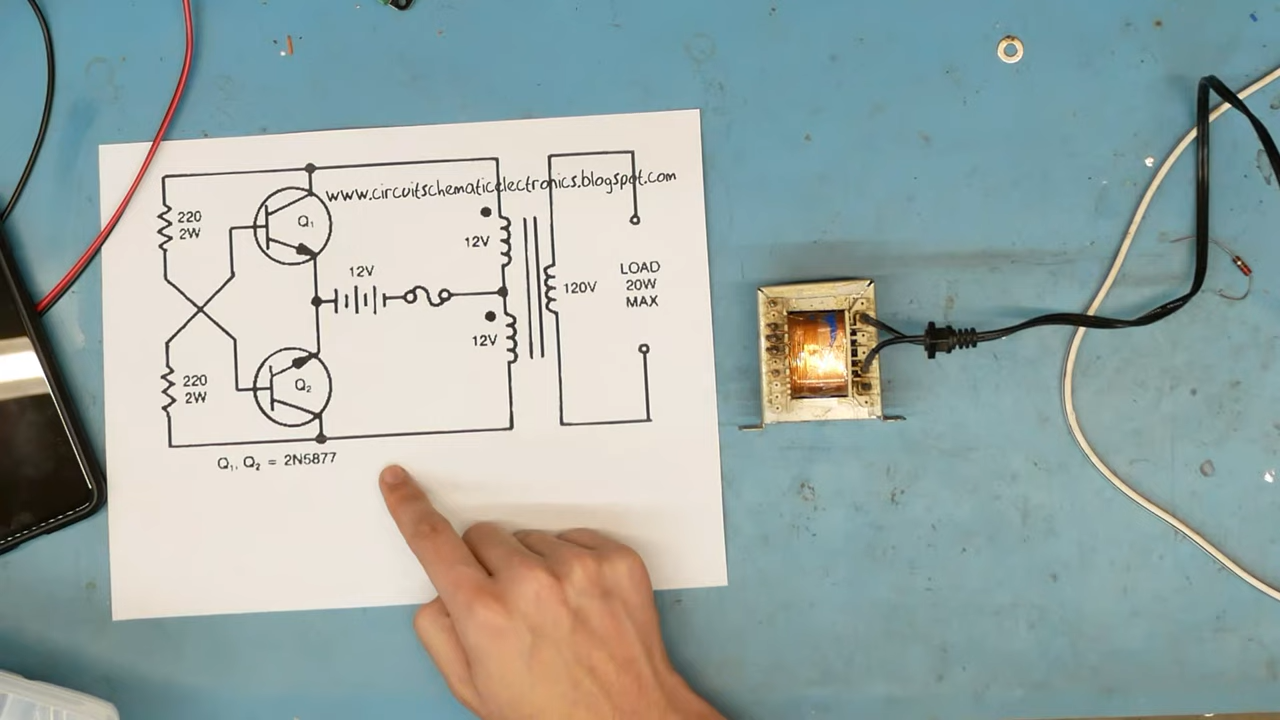 www.circuitschematicelectronics.blogspot.com
220
2W
Q1
12V
12V
120V
LOAD
20W
MAX
12V
220
2W
Q2
Q1, Q2 = 2N5877